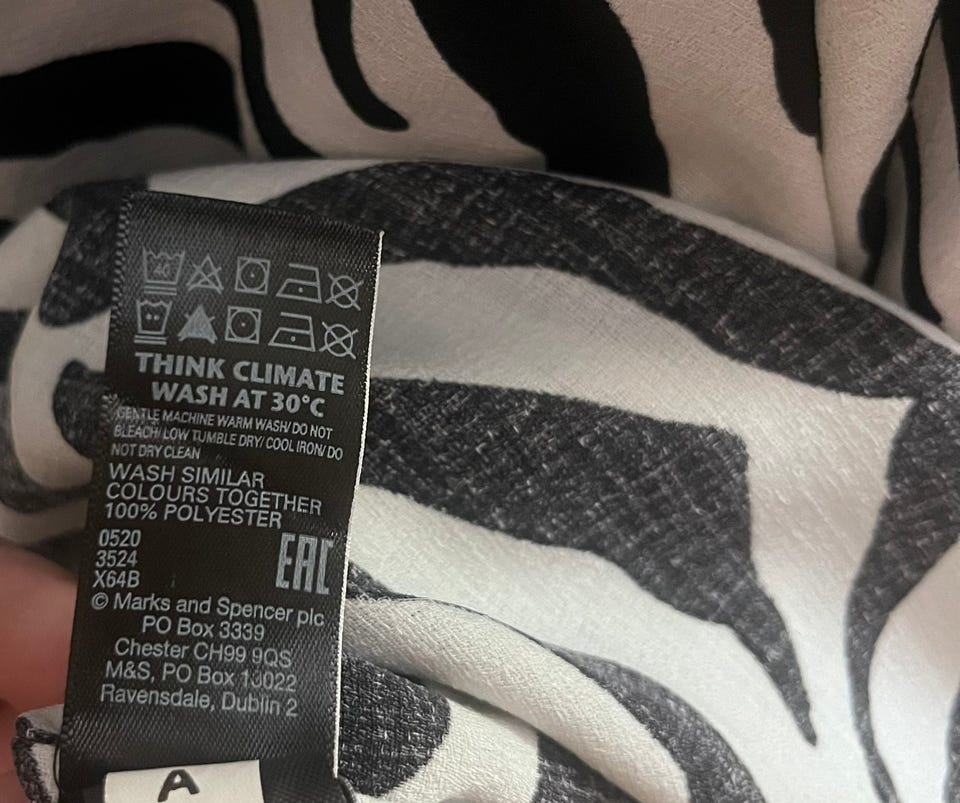 40
THINK CLIMATE
WASH AT 30°C
GENTLE MACHINE WARM WASH/ DO NOT
BLEACH/ LOW TUMBLE DRY/ COOL IRON/ DO
NOT DRY CLEAN
WASH SIMILAR
COLOURS TOGETHER
100% POLYESTER
0520
3524
X64B
EAC
© Marks and Spencer plc
PO Box 3339
Chester CH99 9QS
M&S, PO Box 13022
Ravensdale, Dublin 2
A